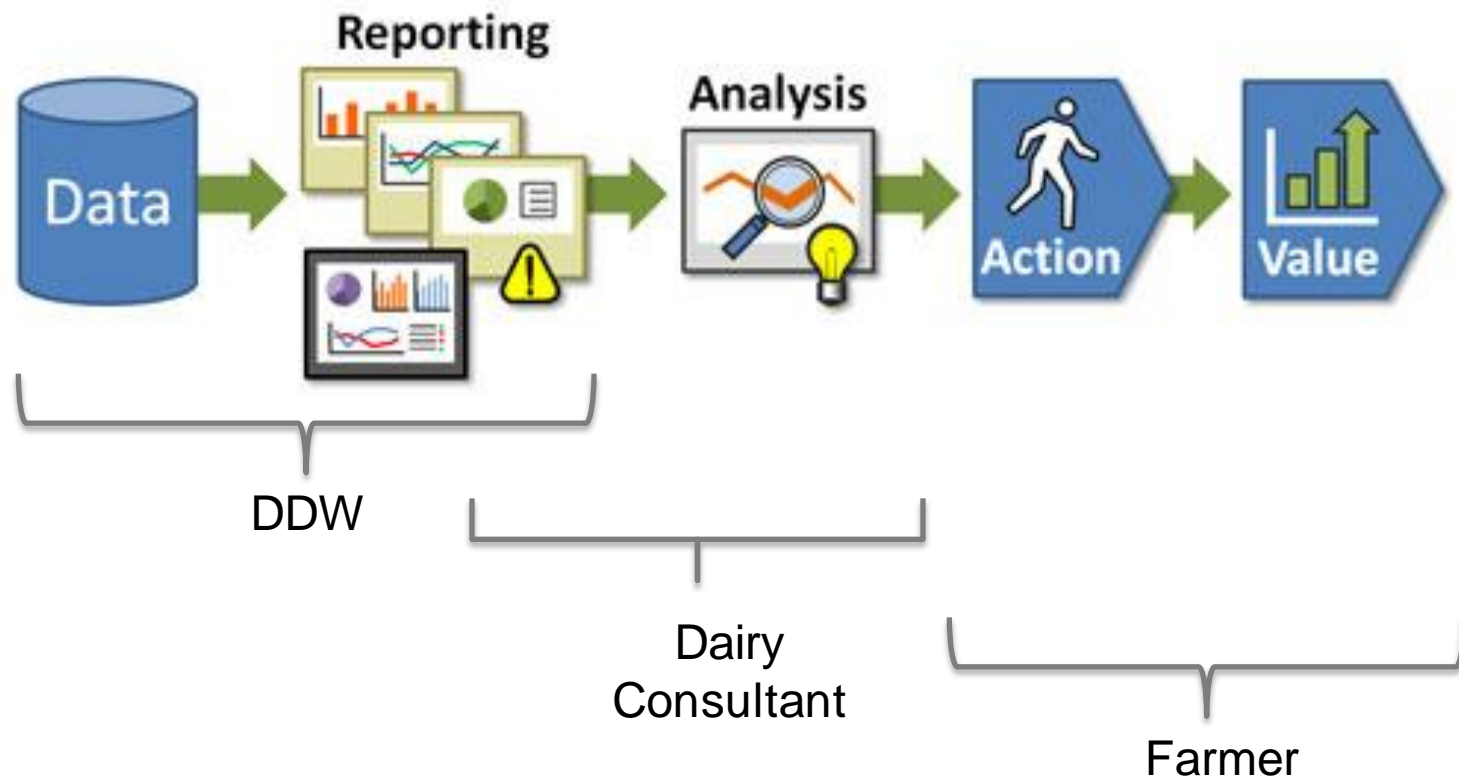 Reporting
Analysis
Data
Action
Value
DDW
Dairy
Consultant
Farmer